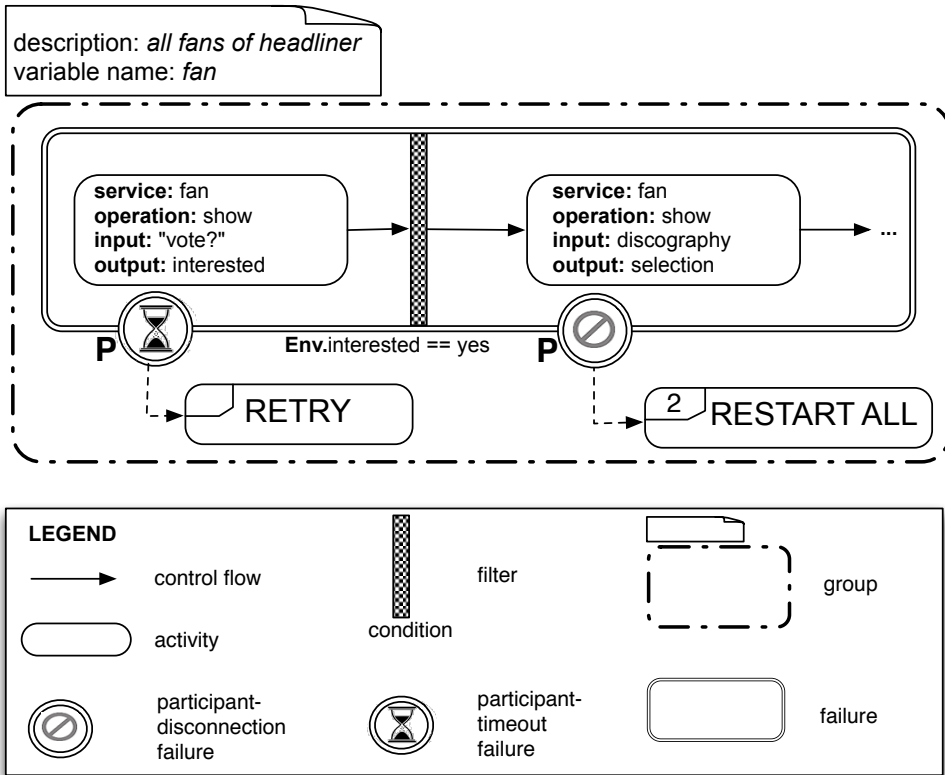 description: all fans of headliner
variable name: fan
service: fan
operation: show
input: "vote?"
output: interested
service: fan
operation: show
input: discography
output: selection
...
P
Env.interested == yes
P
RETRY
2
RESTART ALL
LEGEND
control flow
filter
group
condition
activity
participant-
disconnection
failure
participant-
timeout
failure
failure